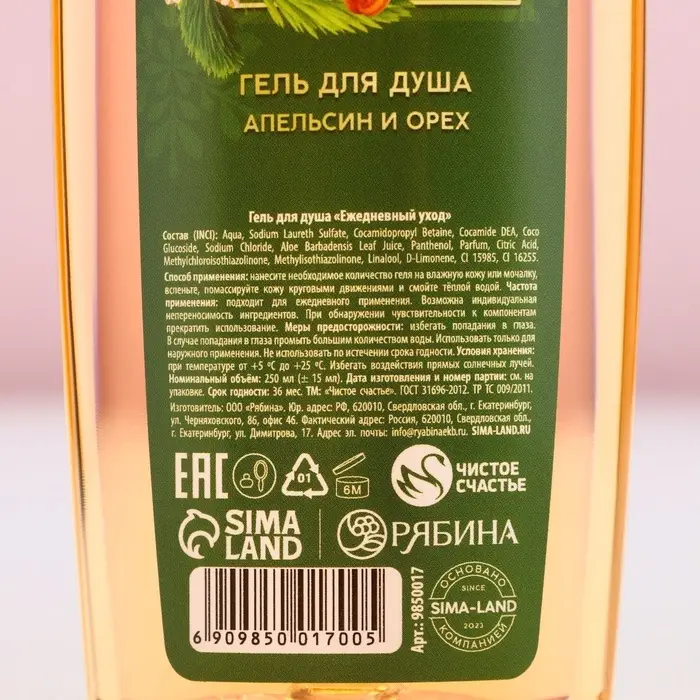 ГЕЛЬ ДЛЯ ДУША
АПЕЛЬСИН И ОРЕХ
Гель для душа «Ежедневный уход»
Состав (INCI): Aqua, Sodium Laureth Sulfate, Cocamidopropyl Betaine, Cocamide DEA, Coco
Glucoside, Sodium Chloride, Aloe Barbadensis Leaf Juice, Panthenol, Parfum, Citric Acid,
Methylchloroisothiazolinone, Methylisothiazolinone, Linalool, D-Limonene, CI 15985, CI 16255.
Способ применения: нанесите необходимое количество геля на влажную кожу или мочалку,
вспеньте, помассируйте кожу круговыми движениями и смойте тёплой водой. Частота
применения: подходит для ежедневного применения. Возможна индивидуальная
непереносимость ингредиентов. При обнаружении чувствительности к компонентам
прекратить использование. Меры предосторожности: избегать попадания в глаза.
В случае попадания в глаза промыть большим количеством воды. Использовать только для
наружного применения. Не использовать по истечении срока годности. Условия хранения:
при температуре от +5 °C до +25 °C. Избегать воздействия прямых солнечных лучей.
Номинальный объём: 250 мл (± 15 мл). Дата изготовления и номер партии: см. на
упаковке. Срок годности: 36 мес. ТМ: «Чистое счастье». ГОСТ 31696-2012. ТР ТС 009/2011.
Изготовитель: ООО «Рябина». Юр. адрес: РФ, 620010, Свердловская обл., г. Екатеринбург,
ул. Черняховского, 86, офис 46. Фактический адрес: Россия, 620010, Свердловская обл.,
г. Екатеринбург, ул. Димитрова, 17. Адрес эл. почты: info@ryabinaekb.ru. SIMA-LAND.RU
ЕАС
01
6M
ЧИСТОЕ
СЧАСТЬЕ
SIMA
LAND
РЯБИНА
6 909850 017005
Арт.: 9850017
ОСНОВАНО
SINCE
SIMA-LAND
2023
КОМПАНИЕЙ